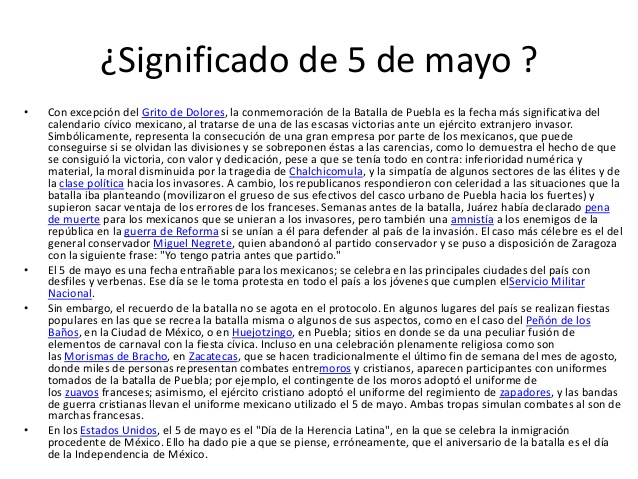 ¿Significado de 5 de mayo ?
• Con excepción del Grito de Dolores, la conmemoración de la Batalla de Puebla es la fecha más significativa del
calendario cívico mexicano, al tratarse de una de las escasas victorias ante un ejército extranjero invasor.
Simbólicamente, representa la consecución de una gran empresa por parte de los mexicanos, que puede
conseguirse si se olvidan las divisiones y se sobreponen éstas a las carencias, como lo demuestra el hecho de que
se consiguió la victoria, con valor y dedicación, pese a que se tenía todo en contra: inferioridad numérica y
material, la moral disminuida por la tragedia de Chalchicomula, y la simpatía de algunos sectores de las élites y de
la clase política hacia los invasores. A cambio, los republicanos respondieron con celeridad a las situaciones que la
batalla iba planteando (movilizaron el grueso de sus efectivos del casco urbano de Puebla hacia los fuertes) y
supieron sacar ventaja de los errores de los franceses. Semanas antes de la batalla, Juárez había declarado pena
de muerte para los mexicanos que se unieran a los invasores, pero también una amnistía a los enemigos de la
república en la guerra de Reforma si se unían a él para defender al país de la invasión. El caso más célebre es el del
general conservador Miguel Negrete, quien abandonó al partido conservador y se puso a disposición de Zaragoza
con la siguiente frase: "Yo tengo patria antes que partido."
• El 5 de mayo es una fecha entrañable para los mexicanos; se celebra en las principales ciudades del país con
desfiles y verbenas. Ese día se le toma protesta en todo el país a los jóvenes que cumplen elServicio Militar
Nacional.
• Sin embargo, el recuerdo de la batalla no se agota en el protocolo. En algunos lugares del país se realizan fiestas
populares en las que se recrea la batalla misma o algunos de sus aspectos, como en el caso del Peñón de los
Baños, en la Ciudad de México, o en Huejotzingo, en Puebla; sitios en donde se da una peculiar fusión de
elementos de carnaval con la fiesta cívica. Incluso en una celebración plenamente religiosa como son
las Morismas de Bracho, en Zacatecas, que se hacen tradicionalmente el último fin de semana del mes de agosto,
donde miles de personas representan combates entremoros y cristianos, aparecen participantes con uniformes
tomados de la batalla de Puebla; por ejemplo, el contingente de los moros adoptó el uniforme de
los zuavos franceses; asimismo, el ejército cristiano adoptó el uniforme del regimiento de zapadores, y las bandas
de guerra cristianas llevan el uniforme mexicano utilizado el 5 de mayo. Ambas tropas simulan combates al son de
marchas francesas.
• En los Estados Unidos, el 5 de mayo es el "Día de la Herencia Latina", en la que se celebra la inmigración
procedente de México. Ello ha dado pie a que se piense, erróneamente, que el aniversario de la batalla es el día
de la Independencia de México.